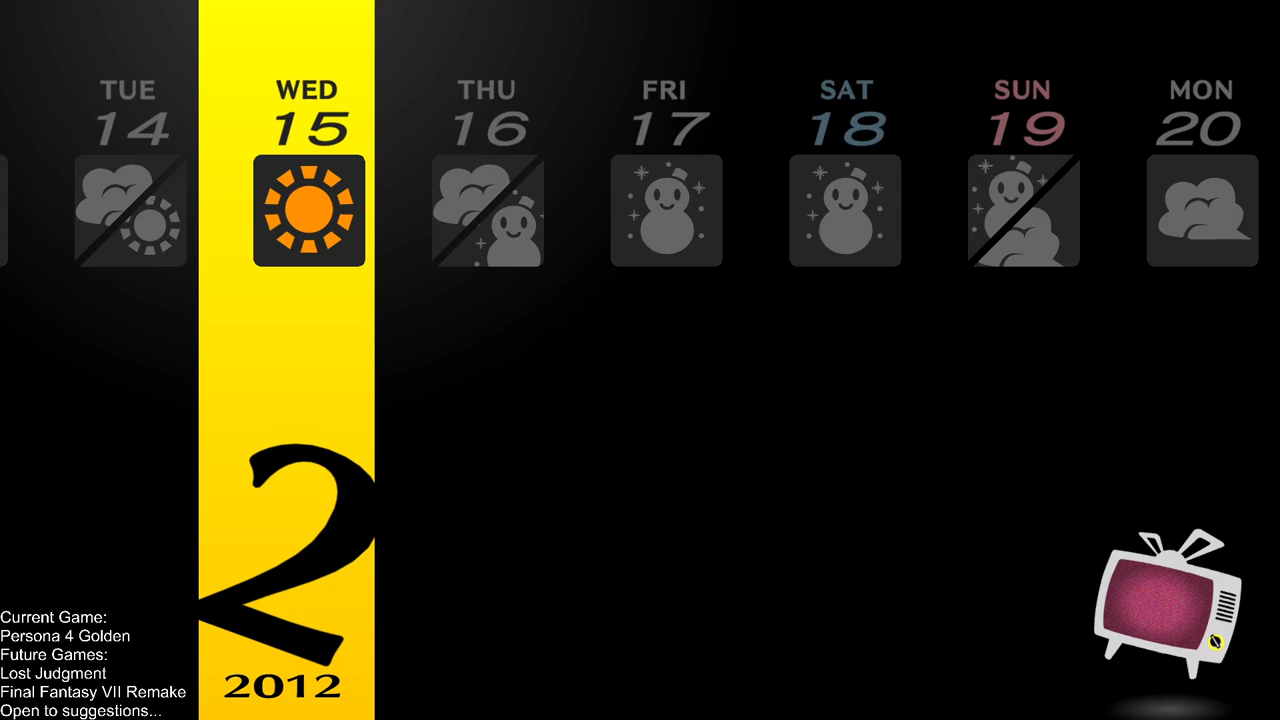 TUE WED THU FRI SAT SUN MON
14 15 16 17 18 19 20
2
2012
Current Game:
Persona 4 Golden
Future Games:
Lost Judgment
Final Fantasy VII Remake
Open to suggestions...